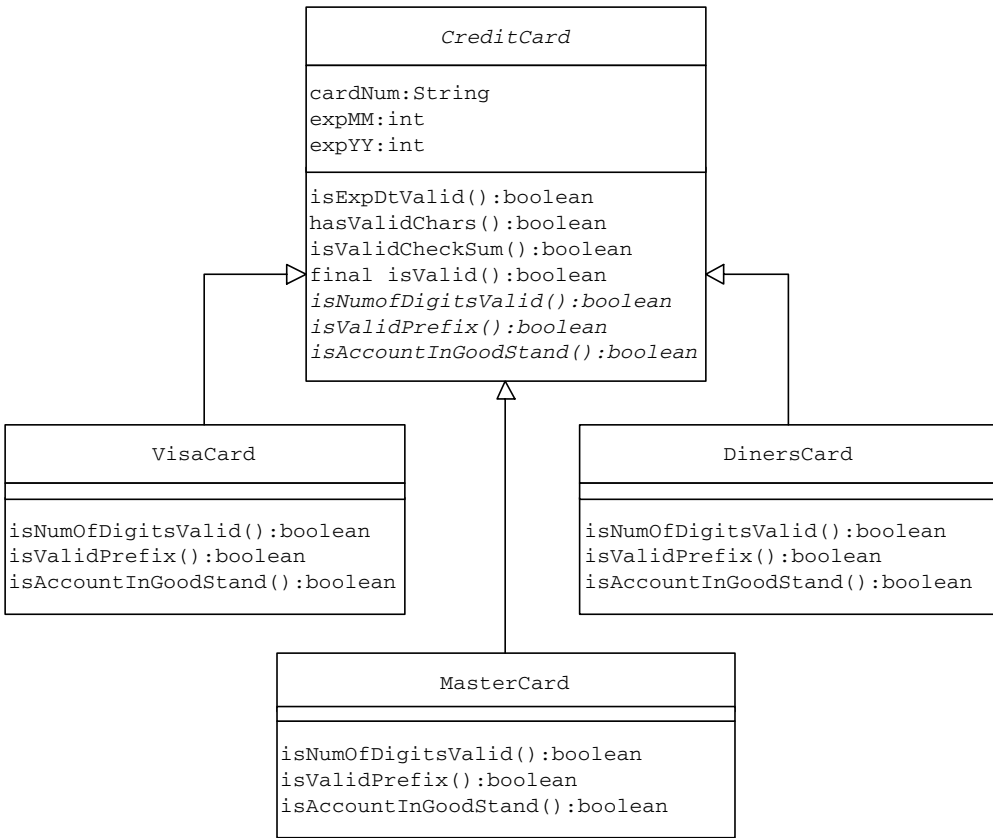 CreditCard
cardNum:String
expMM:int
expYY:int
isExpDtValid():boolean
hasValidChars():boolean
isValidCheckSum():boolean
final isValid():boolean
isNumofDigitsValid():boolean
isValidPrefix():boolean
isAccountInGoodStand():boolean
VisaCard
isNumOfDigitsValid():boolean
isValidPrefix():boolean
isAccountInGoodStand():boolean
DinersCard
isNumOfDigitsValid():boolean
isValidPrefix():boolean
isAccountInGoodStand():boolean
MasterCard
isNumOfDigitsValid():boolean
isValidPrefix():boolean
isAccountInGoodStand():boolean